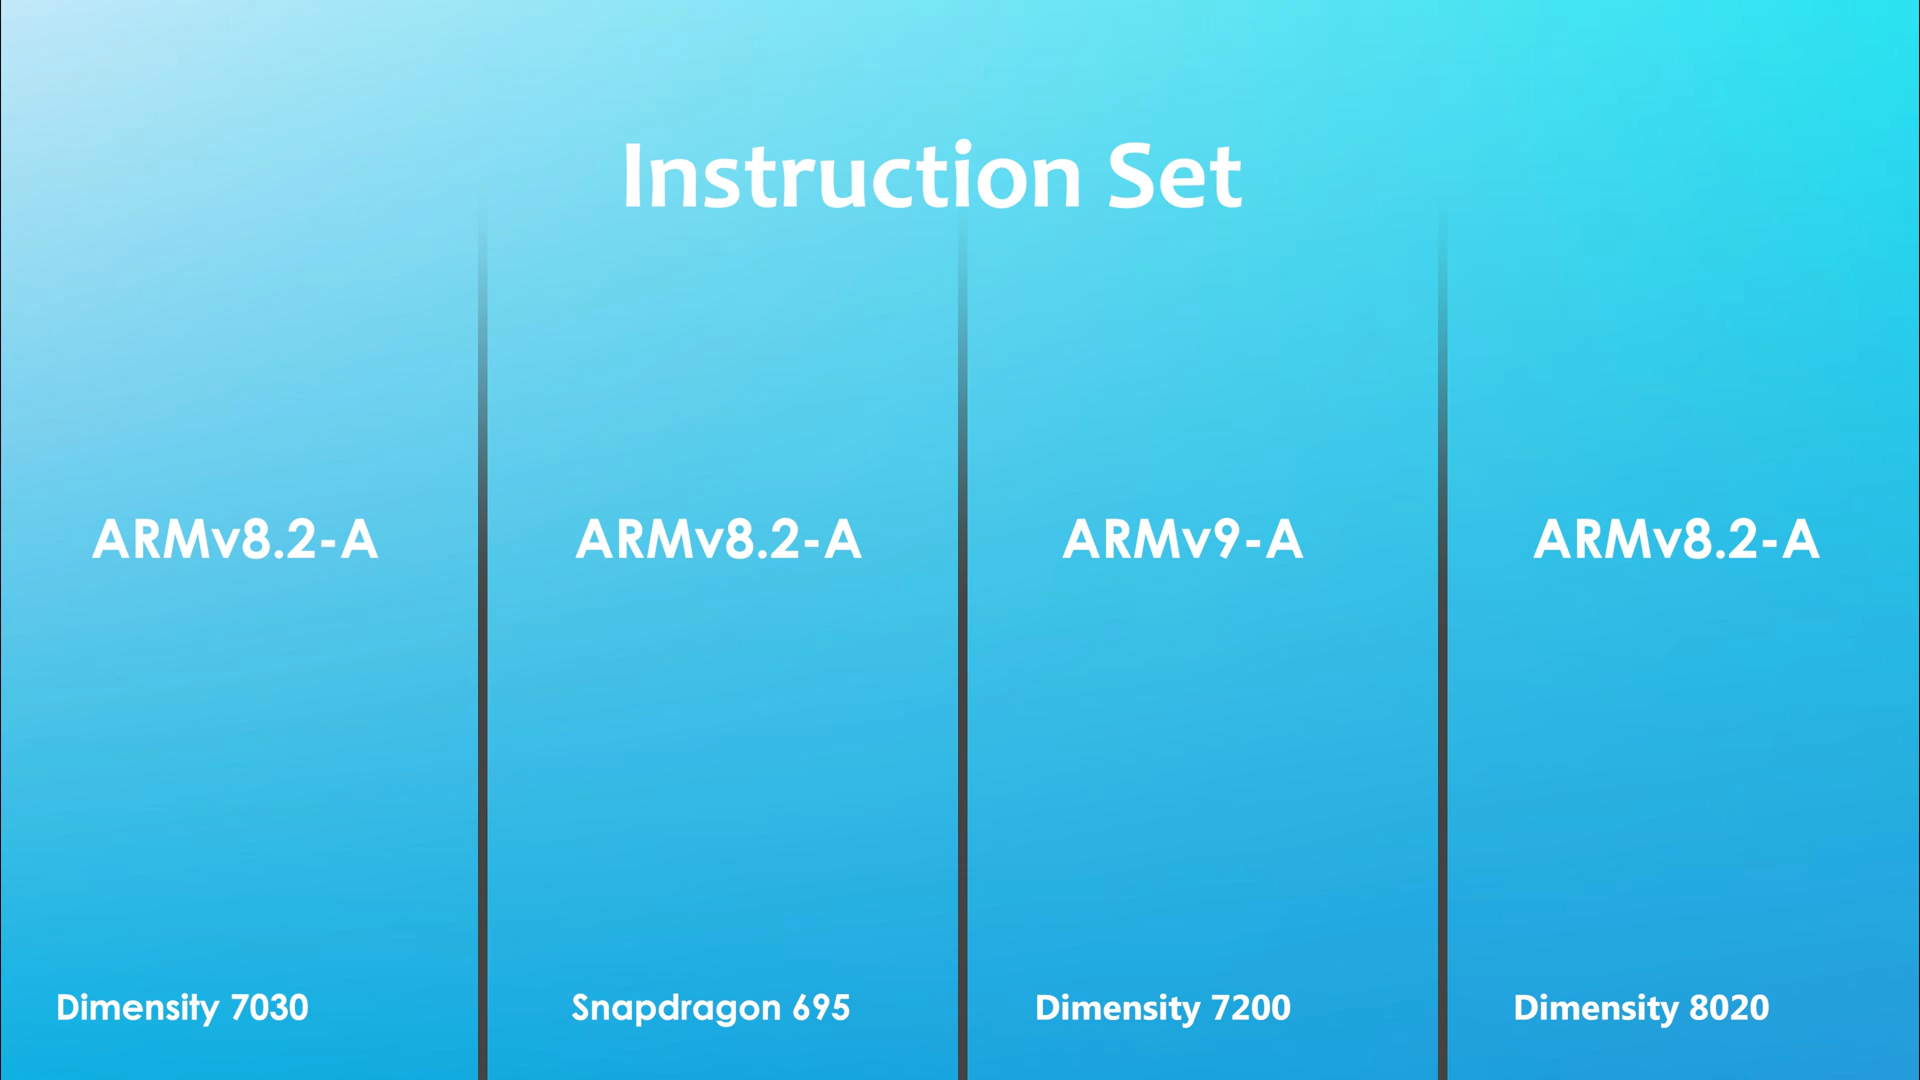 Instruction Set
ARMv8.2-A
ARMv8.2-A
ARMv9-A
ARMv8.2-A
Dimensity 7030
Snapdragon 695
Dimensity 7200
Dimensity 8020